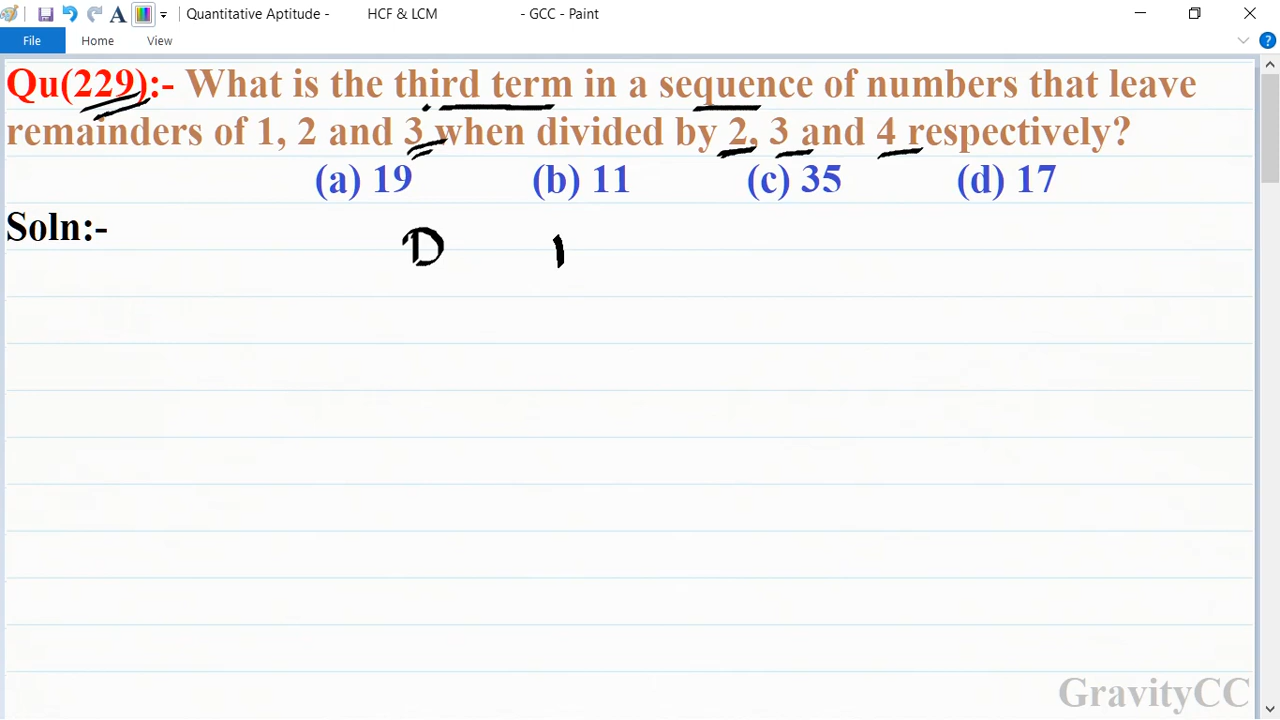 Quantitative Aptitude - HCF & LCM - GCC - Paint
File Home View
Qu(229):- What is the third term in a sequence of numbers that leave
remainders of 1, 2 and 3 when divided by 2, 3 and 4 respectively?
(a) 19 (b) 11 (c) 35 (d) 17
Soln:- D
GravityCC